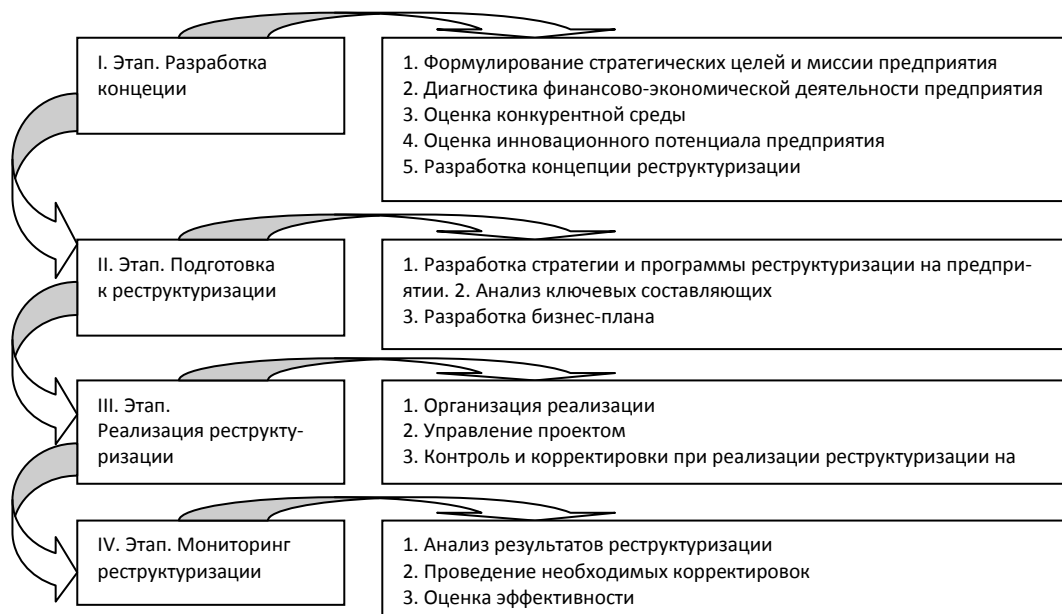 I. Этап. Разработка
концеции
1. Формулирование стратегических целей и миссии предприятия
2. Диагностика финансово-экономической деятельности предприятия
3. Оценка конкурентной среды
4. Оценка инновационного потенциала предприятия
5. Разработка концепции реструктуризации
II. Этап. Подготовка
к реструктуризации
1. Разработка стратегии и программы реструктуризации на предпри-
ятии. 2. Анализ ключевых составляющих
3. Разработка бизнес-плана
III. Этап.
Реализация реструкту-
ризации
1. Организация реализации
2. Управление проектом
3. Контроль и корректировки при реализации реструктуризации на
IV. Этап. Мониторинг
реструктуризации
1. Анализ результатов реструктуризации
2. Проведение необходимых корректировок
3. Оценка эффективности